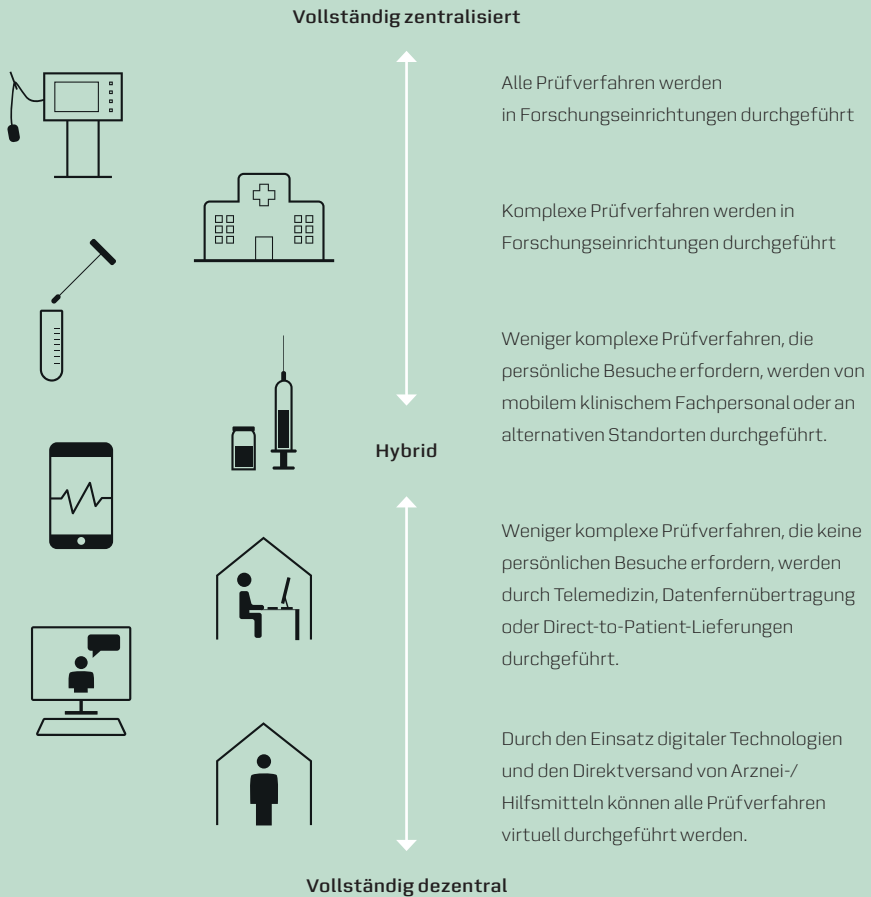 Vollständig zentralisiert
Alle Prüfverfahren werden
in Forschungseinrichtungen durchgeführt
Komplexe Prüfverfahren werden in
Forschungseinrichtungen durchgeführt
Weniger komplexe Prüfverfahren, die
persönliche Besuche erfordern, werden von
mobilem klinischem Fachpersonal oder an
alternativen Standorten durchgeführt.
Hybrid
Weniger komplexe Prüfverfahren, die keine
persönlichen Besuche erfordern, werden
durch Telemedizin, Datenfernübertragung
oder Direct-to-Patient-Lieferungen
durchgeführt.
Durch den Einsatz digitaler Technologien
und den Direktversand von Arznei-/
Hilfsmitteln können alle Prüfverfahren
virtuell durchgeführt werden.
Vollständig dezentral